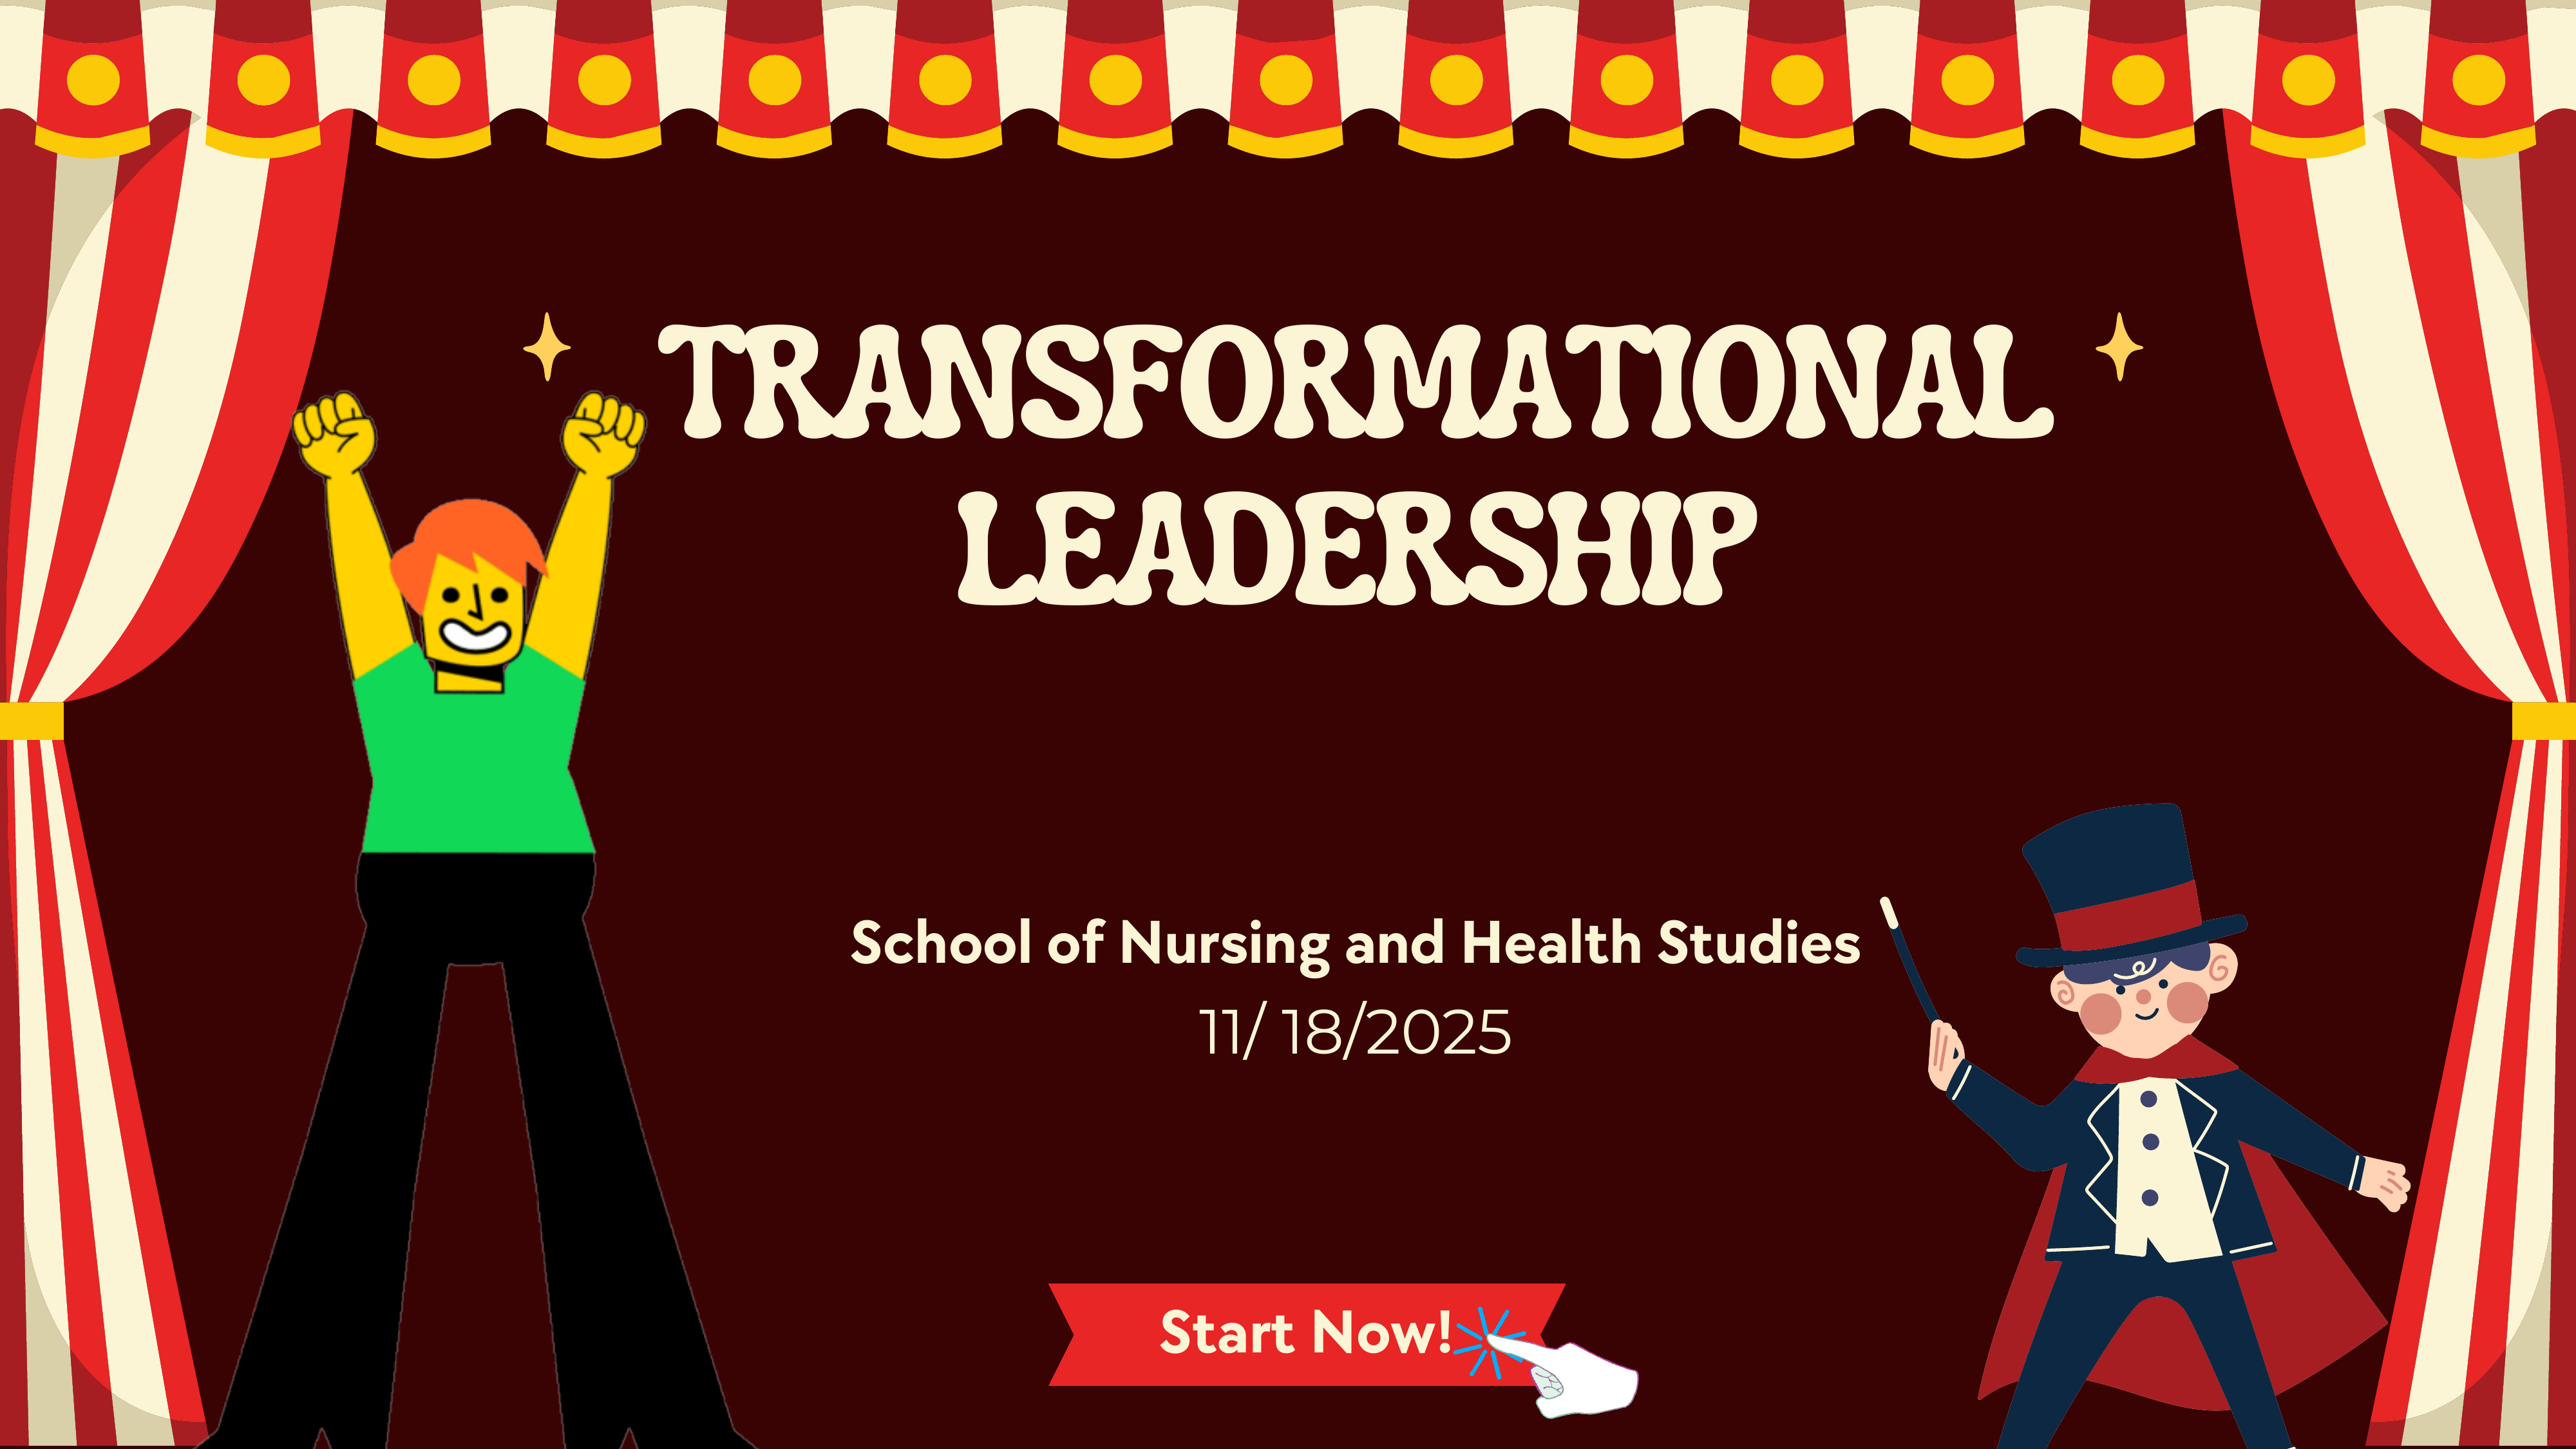 TRANSFORMATIONAL
LEADERSHIP
School of Nursing and Health Studies
11/ 18/2025
Start Now!